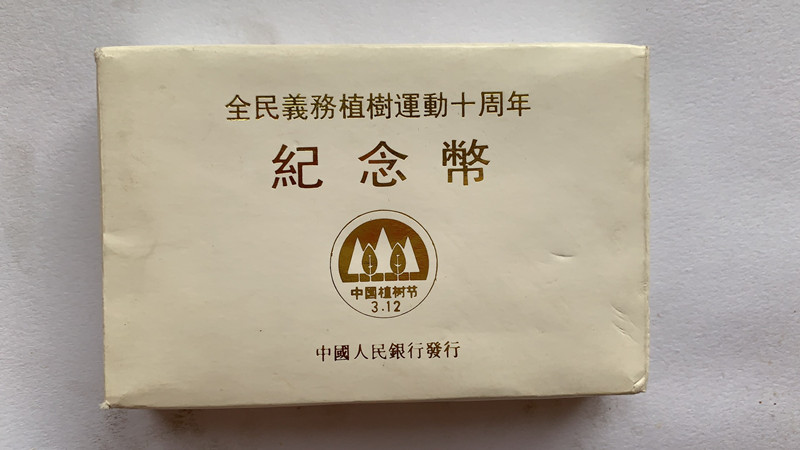 全民義務植樹運動十周年
紀念幣
中国植树节
3.12
中國人民銀行發行